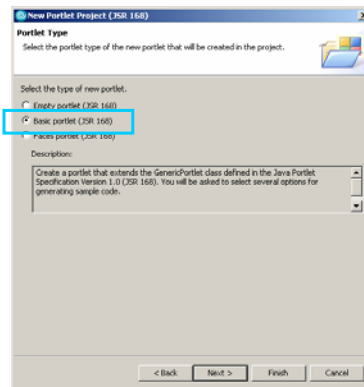 New Portlet Project (JSR 168)
Portlet Type
Select the portlet type of the new portlet that will be created in the project.
Select the type of new portlet.
Empty portlet (JSR 168)
Basic portlet (JSR 168)
Faces portlet (JSR 168)
Description:
Create a portlet that extends the GenericPortlet class defined in the Java Portlet
Specification Version 1.0 (JSR 168). You will be asked to select several options for
generating sample code.
< Back Next > Finish Cancel